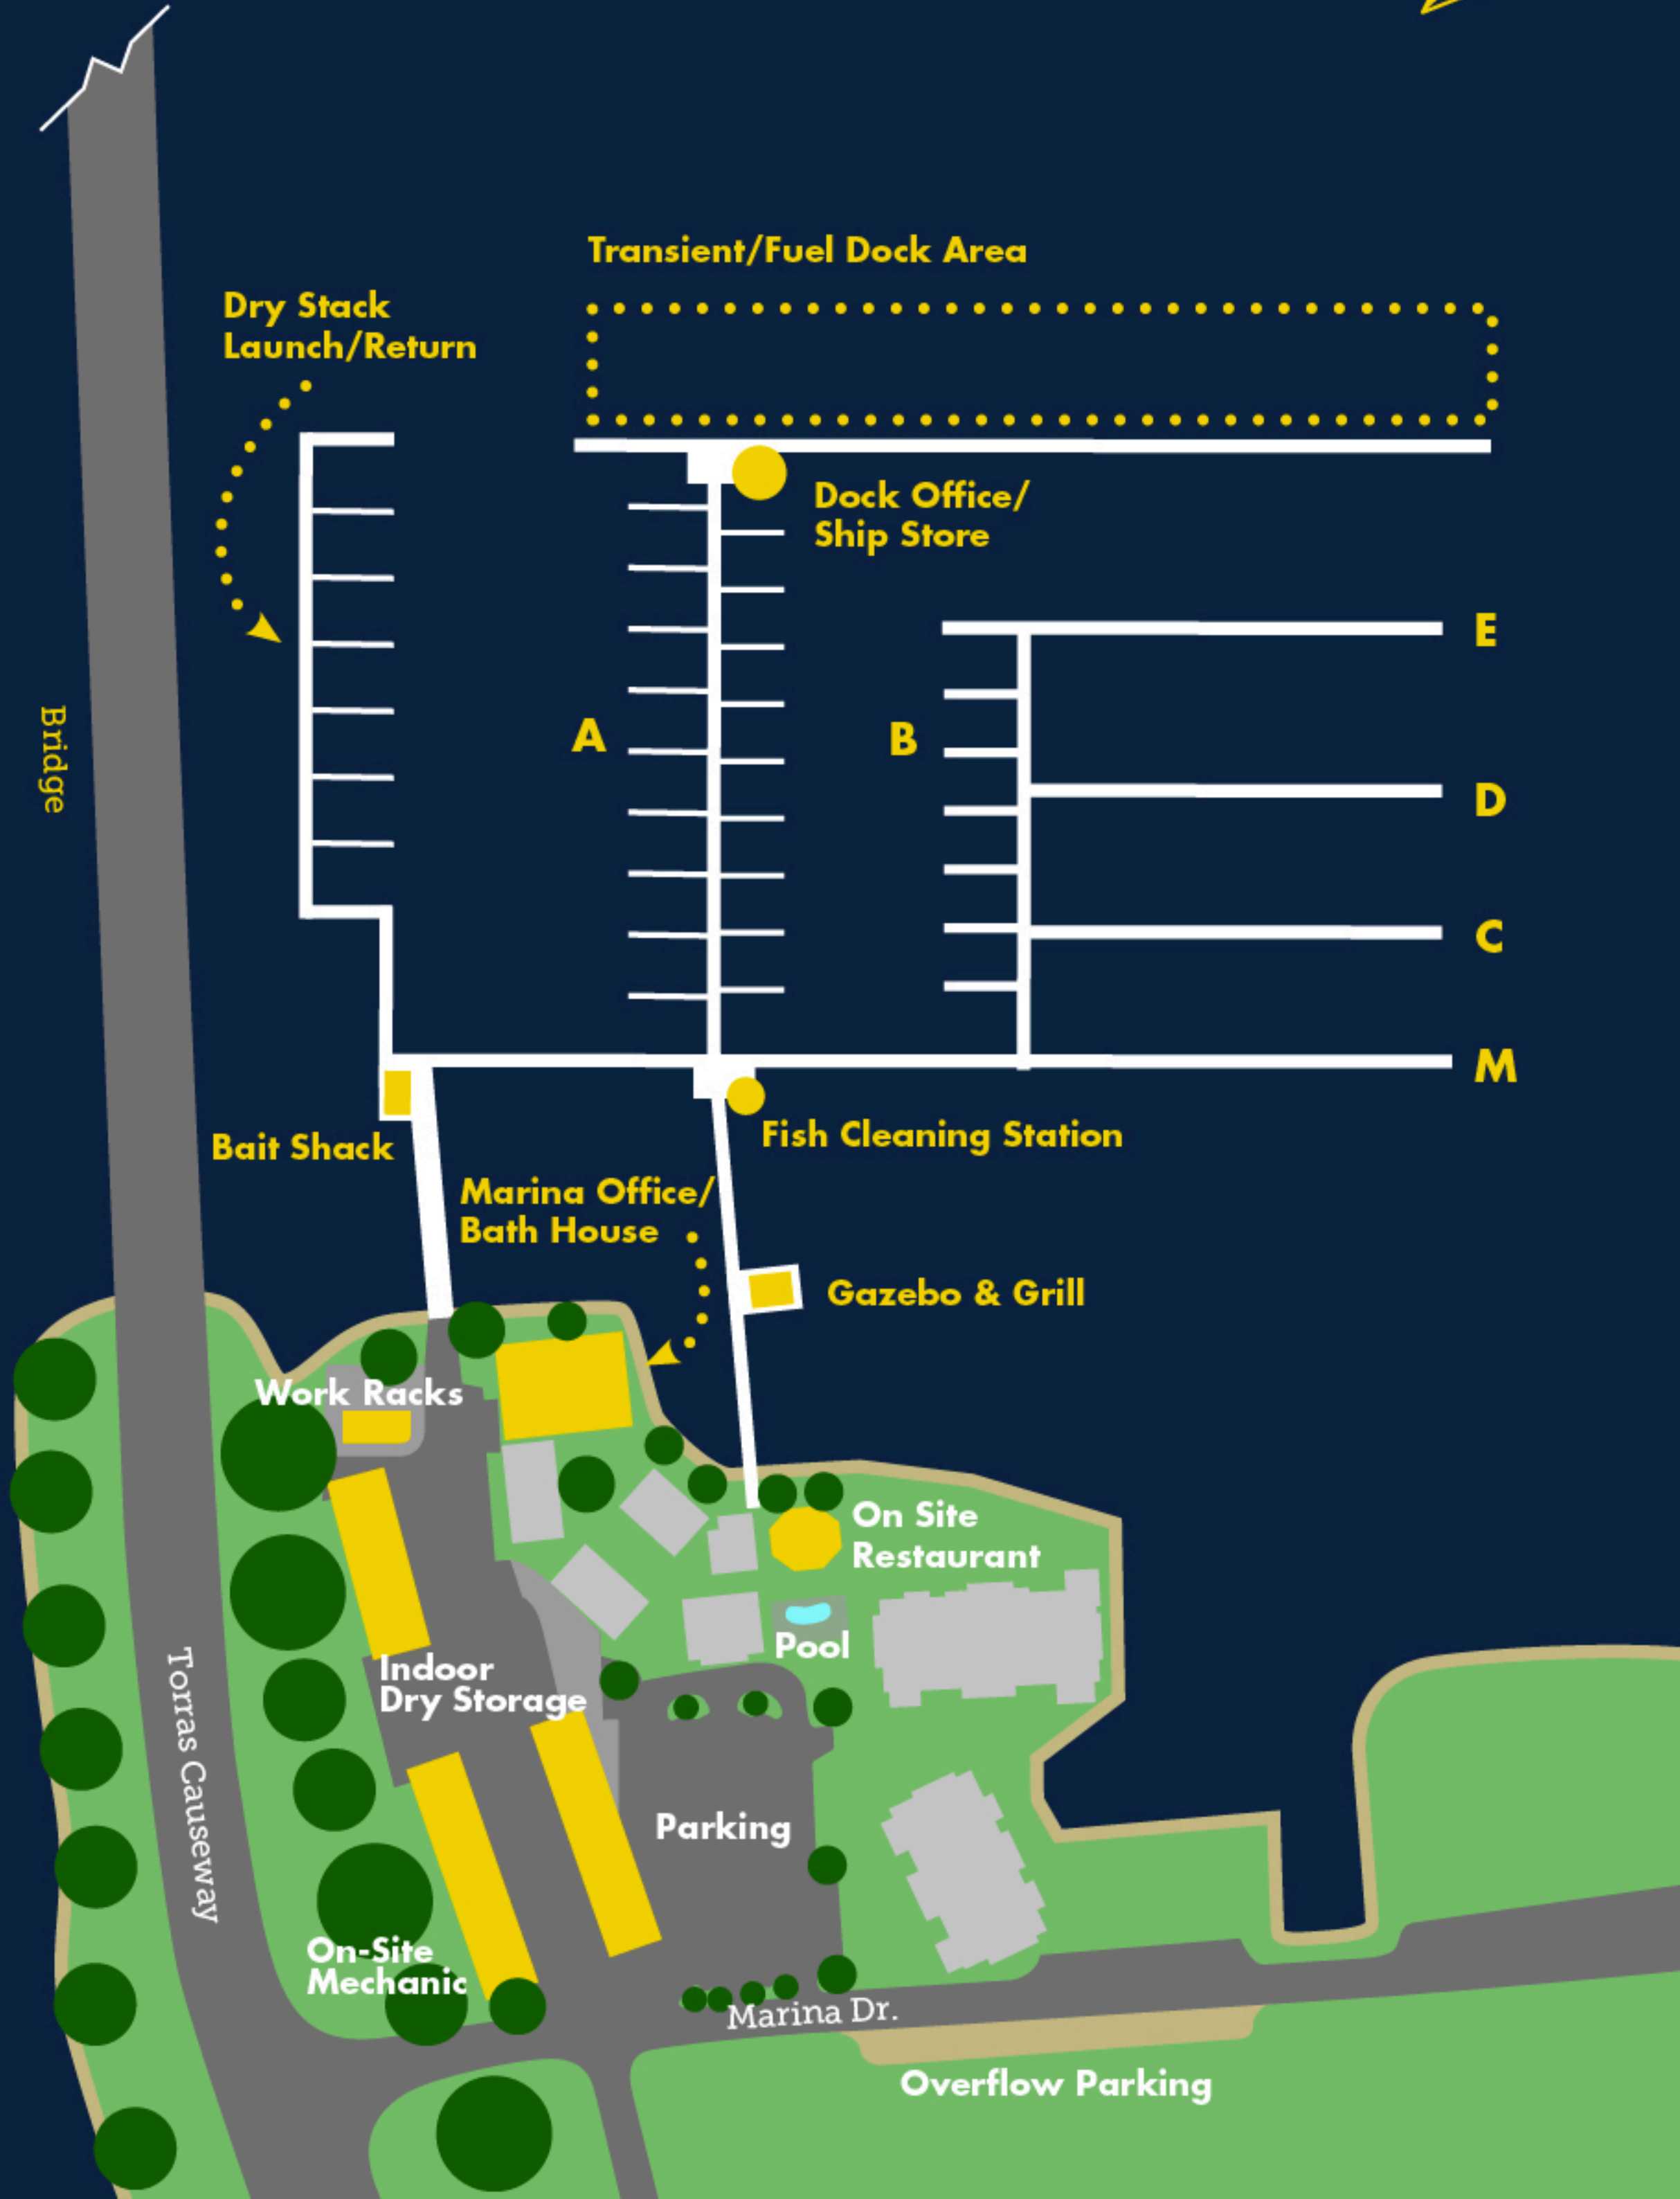 Transient/Fuel Dock Area
Dry Stack
Launch/Return
Dock Office/
Ship Store
E
Bridge
A
B
D
C
M
Bait Shack
Fish Cleaning Station
Marina Office/
Bath House
Gazebo & Grill
Work Racks
On Site
Restaurant
Pool
Indoor
Dry Storage
Torras Causeway
Parking
On-Site
Mechanic
Marina Dr.
Overflow Parking